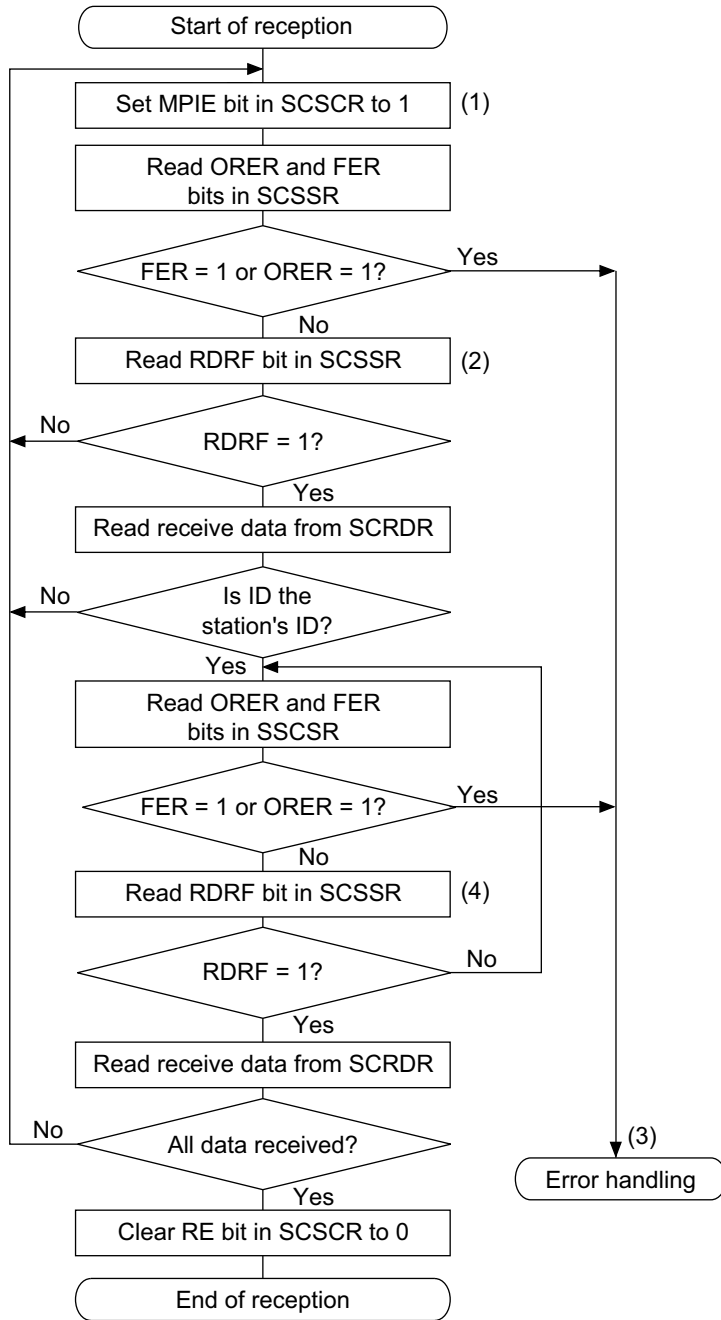 Start of reception
Set MPIE bit in SCSCR to 1
(1)
Read ORER and FER
bits in SCSSR
FER = 1 or ORER = 1?
Yes
No
Read RDRF bit in SCSSR
(2)
No
RDRF = 1?
Yes
Read receive data from SCRDR
No
Is ID the
station's ID?
Yes
Read ORER and FER
bits in SSCSR
FER = 1 or ORER = 1?
Yes
No
Read RDRF bit in SCSSR
(4)
RDRF = 1?
No
Yes
Read receive data from SCRDR
No
All data received?
(3)
Error handling
Yes
Clear RE bit in SCSCR to 0
End of reception